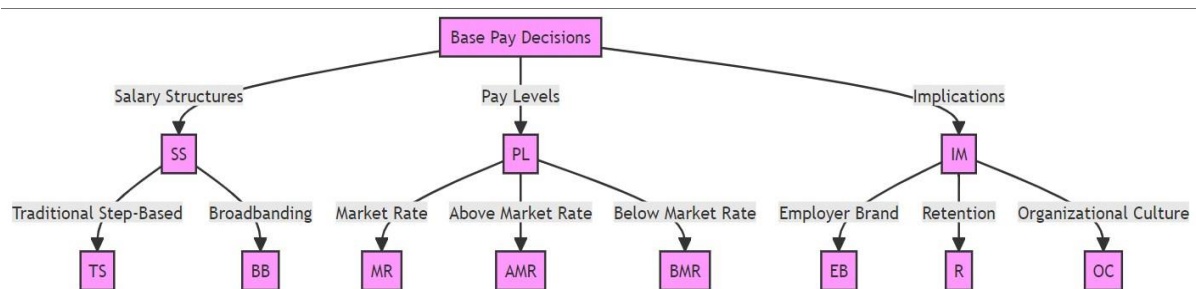 Base Pay Decisions
Salary Structures
Pay Levels
Implications
SS
PL
IM
Traditional Step-Based
Broadbanding
Market Rate
Above Market Rate
Below Market Rate
Employer Brand
Retention
Organizational Culture
TS
BB
MR
AMR
BMR
EB
R
OC